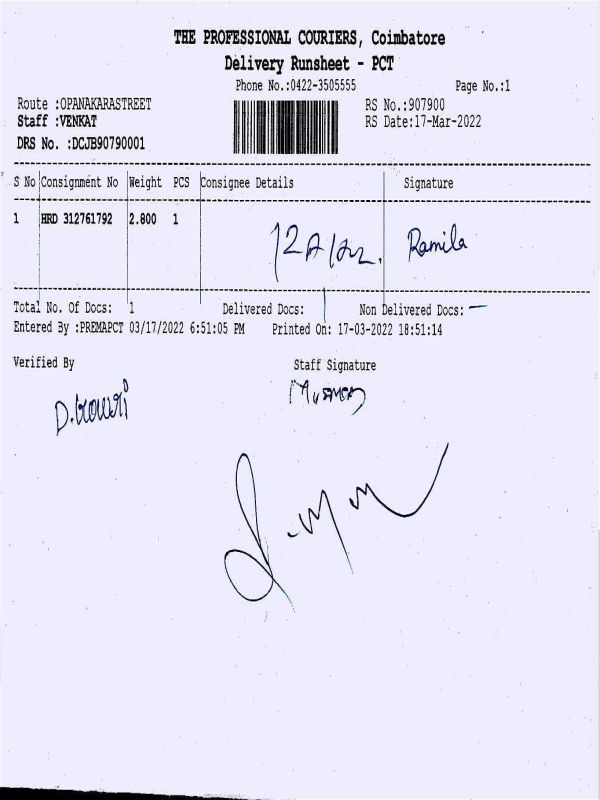 THE PROFESSIONAL COURIERS, Coimbatore
Delivery Runsheet - PCT
Phone No.:0422-3505555 Page No.:1
Route :OPANAKARASTREET RS No.:907900
Staff :VENKAT RS Date:17-Mar-2022
DRS No. :DCJB90790001
S No Consignment No Weight PCS Consignee Details Signature
1 HRD 312761792 2.800 1 Ramila
Total No. Of Docs: 1 Delivered Docs: | Non Delivered Docs: —
Entered By :PREMAPCT 03/17/2022 6:51:05 PM Printed On: 17-03-2022 18:51:14
Verified By Staff Signature